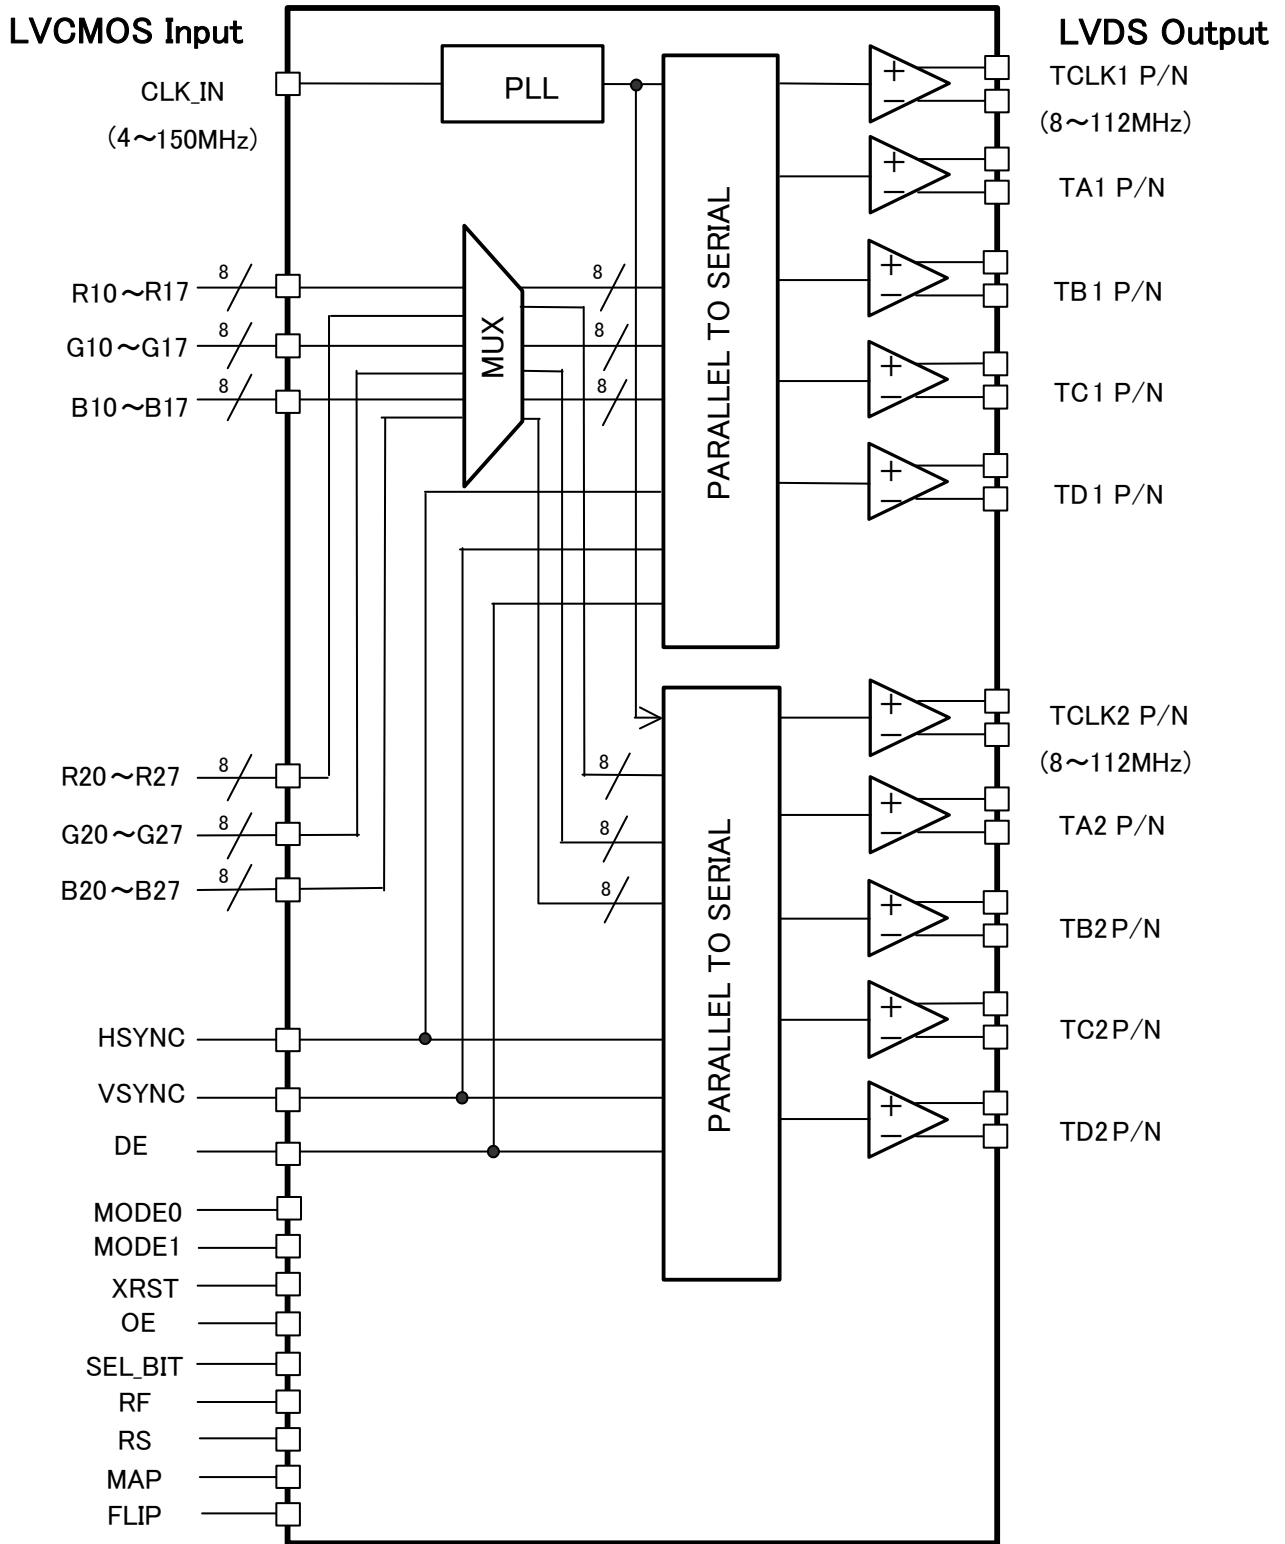 LVCMOS Input
LVDS Output
CLK_IN
(4～150MHz)
PLL
TCLK1 P/N
(8～112MHz)
TA1 P/N
R10～R17
8
8
TB1 P/N
G10～G17
8
8
MUX
B10～B17
8
8
TC1 P/N
PARALLEL TO SERIAL
TD1 P/N
TCLK2 P/N
(8～112MHz)
R20～R27
8
8
G20～G27
8
8
TA2 P/N
B20～B27
8
8
PARALLEL TO SERIAL
TB2P/N
HSYNC
TC2P/N
VSYNC
DE
TD2P/N
MODE0
MODE1
XRST
OE
SEL_BIT
RF
RS
MAP
FLIP
+
−
+
−
+
−
+
−
+
−
+
−
+
−
+
−
+
−
+
−